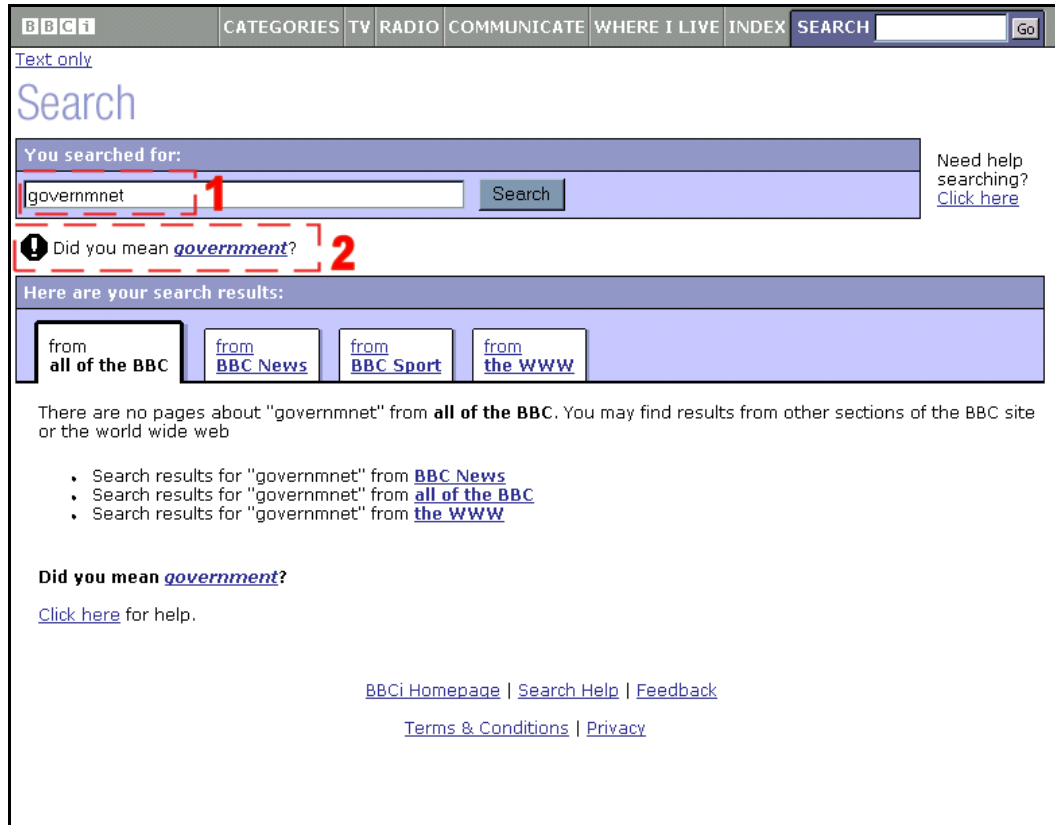 BBCi CATEGORIES TV RADIO COMMUNICATE WHERE I LIVE INDEX SEARCH Go
Text only
Search
You searched for:
Need help
searching?
Click here
governmnet 1 Search
Did you mean government? 2
Here are your search results:
from
all of the BBC
from
BBC News
from
BBC Sport
from
the WWW
There are no pages about "governmnet" from all of the BBC. You may find results from other sections of the BBC site
or the world wide web
• Search results for "governmnet" from BBC News
• Search results for "governmnet" from all of the BBC
• Search results for "governmnet" from the WWW
Did you mean government?
Click here for help.
BBCi Homepage | Search Help | Feedback
Terms & Conditions | Privacy